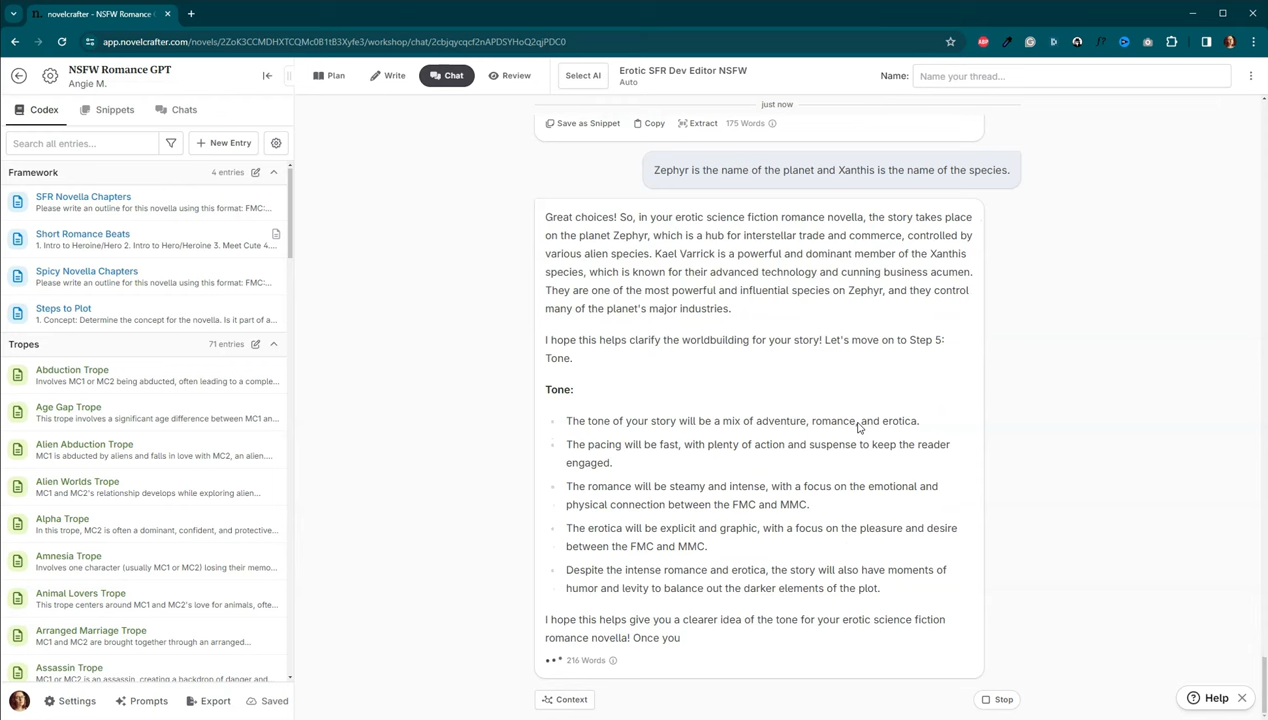 novelcrafter - NSFW Romance G
app.novelcrafter.com/novels/2ZoK3CCMDHXTCQMc0B1tB3Xyfe3/workshop/chat/2cbjqycqcf2nAPDSYHoQ2qjPDC0
NSFW Romance GPT
Angie M.
Plan
Write
Chat
Review
Select AI
Erotic SFR Dev Editor NSFW
Auto
Name:
Name your thread...
Codex
Snippets
Chats
Search all entries...
New Entry
Framework
4 entries
SFR Novella Chapters
Please write an outline for this novella using this format: FMC:...
Short Romance Beats
1. Intro to Heroine/Hero 2. Intro to Hero/Heroine 3. Meet Cute 4....
Spicy Novella Chapters
Please write an outline for this novella using this format: FMC:...
Steps to Plot
1. Concept: Determine the concept for the novella. Is it part of a...
Tropes
71 entries
Abduction Trope
Involves MC1 or MC2 being abducted, often leading to a comple...
Age Gap Trope
This trope involves a significant age difference between MC1 an...
Alien Abduction Trope
MC1 is abducted by aliens and falls in love with MC2, an alien....
Alien Worlds Trope
MC1 and MC2's relationship develops while exploring alien...
Alpha Trope
In this trope, MC2 is often a dominant, confident, and protective...
Amnesia Trope
Involves one character (usually MC1 or MC2) losing their memo...
Animal Lovers Trope
This trope centers around MC1 and MC2's love for animals, ofte...
Arranged Marriage Trope
MC1 and MC2 are brought together through an arranged...
Assassin Trope
MC1 or MC2 is an assassin, creating a backdrop of danger and
Settings
Prompts
Export
Saved
just now
Save as Snippet
Copy
Extract
175 Words
Zephyr is the name of the planet and Xanthis is the name of the species.
Great choices! So, in your erotic science fiction romance novella, the story takes place
on the planet Zephyr, which is a hub for interstellar trade and commerce, controlled by
various alien species. Kael Varrick is a powerful and dominant member of the Xanthis
species, which is known for their advanced technology and cunning business acumen.
They are one of the most powerful and influential species on Zephyr, and they control
many of the planet's major industries.
I hope this helps clarify the worldbuilding for your story! Let's move on to Step 5:
Tone.
Tone:
The tone of your story will be a mix of adventure, romance, and erotica.
The pacing will be fast, with plenty of action and suspense to keep the reader
engaged.
The romance will be steamy and intense, with a focus on the emotional and
physical connection between the FMC and MMC.
The erotica will be explicit and graphic, with a focus on the pleasure and desire
between the FMC and MMC.
Despite the intense romance and erotica, the story will also have moments of
humor and levity to balance out the darker elements of the plot.
I hope this helps give you a clearer idea of the tone for your erotic science fiction
romance novella! Once you
216 Words
Context
Stop
Help